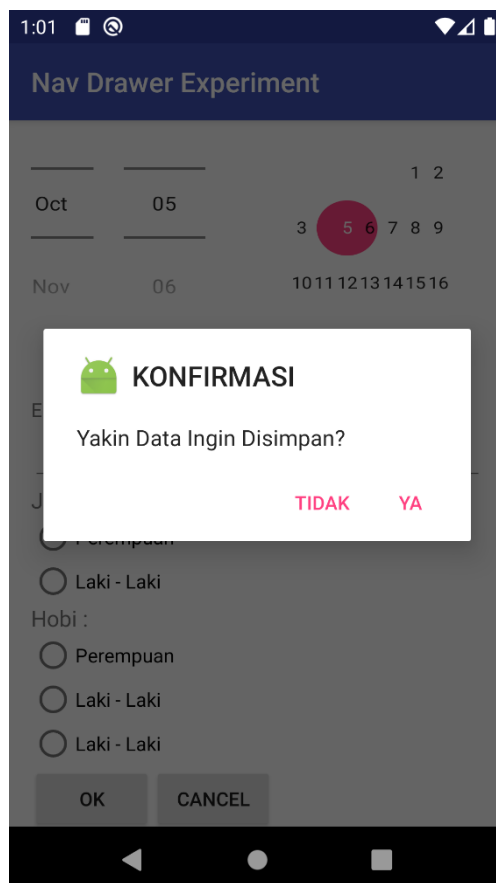 1:01
Nav Drawer Experiment
1 2
Oct 05
3 5 6 7 8 9
Nov 06
10 11 12 13 14 15 16
KONFIRMASI
E
Yakin Data Ingin Disimpan?
J
TIDAK YA
Perempuan
Laki - Laki
Hobi :
Perempuan
Laki - Laki
Laki - Laki
OK CANCEL